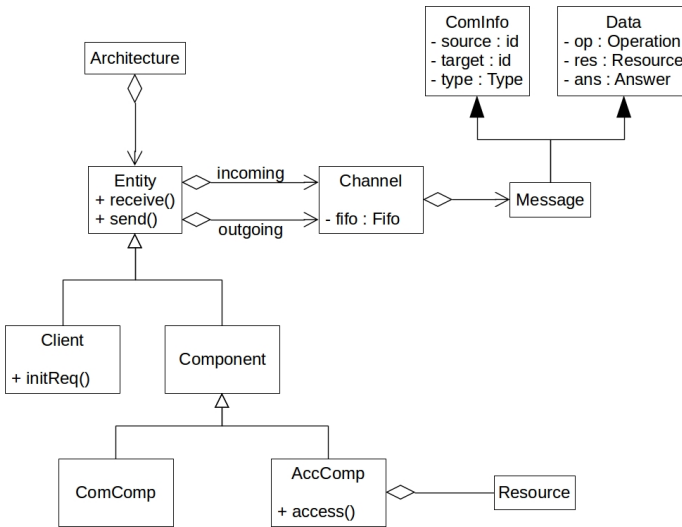 ComInfo
- source : id
- target : id
- type : Type
Data
- op : Operation
- res : Resource
- ans : Answer
Architecture
Entity
+ receive()
+ send()
incoming
outgoing
Channel
- fifo : Fifo
Message
Client
+ initReq()
Component
ComComp
AccComp
+ access()
Resource